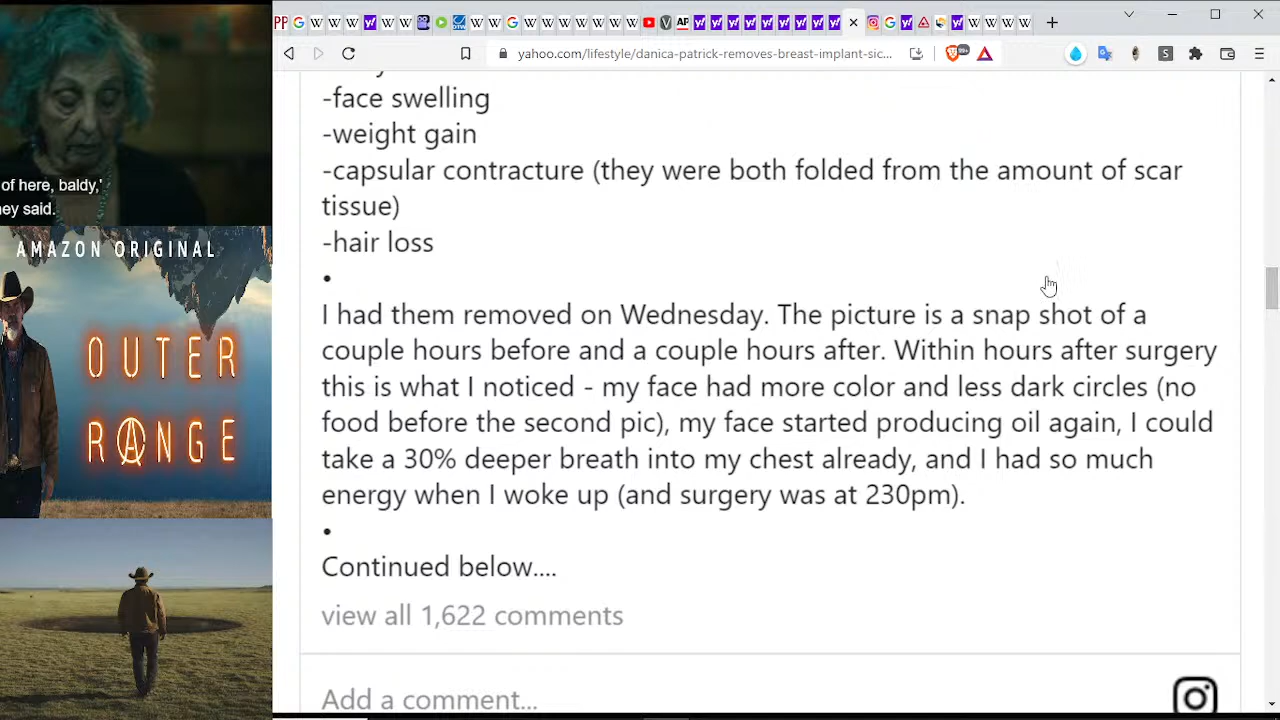 of here, baldy,'
ey said.
AMAZON ORIGINAL
OUTER
RANGE
yahoo.com/lifestyle/danica-patrick-removes-breast-implant-sic...
99+
-face swelling
-weight gain
-capsular contracture (they were both folded from the amount of scar
tissue)
-hair loss
•
I had them removed on Wednesday. The picture is a snap shot of a
couple hours before and a couple hours after. Within hours after surgery
this is what I noticed - my face had more color and less dark circles (no
food before the second pic), my face started producing oil again, I could
take a 30% deeper breath into my chest already, and I had so much
energy when I woke up (and surgery was at 230pm).
•
Continued below....
view all 1,622 comments
Add a comment...